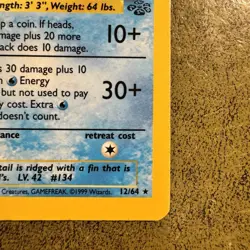 ength: 3' 3", Weight: 64 lbs.
p a coin. If heads,
amage plus 20 more
ack does 10 damage.
10+
s 30 damage plus 10
n Energy
but not used to pay
y cost. Extra
doesn't count.
30+
tance
retreat cost
tail is ridged with a fin that is
l's. LV. 42 #134
Creatures, GAMEFREAK. ©1999 Wizards. 12/64 ★